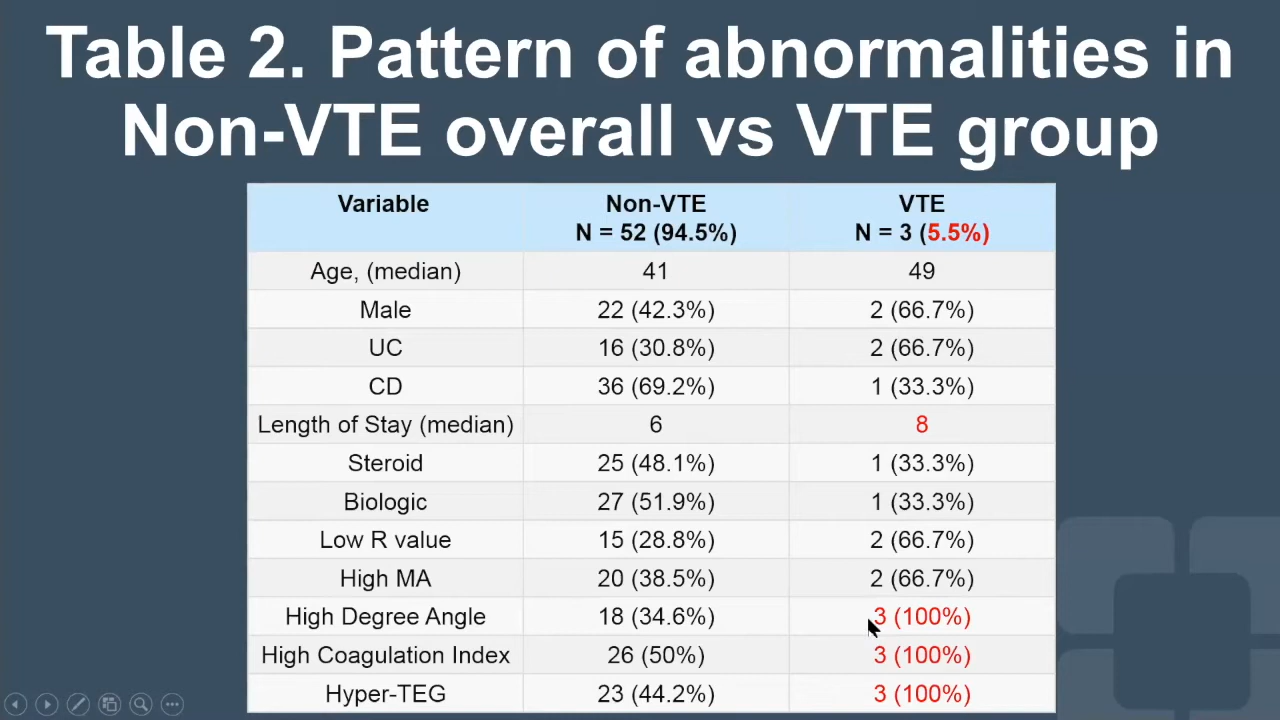 Table 2. Pattern of abnormalities in
Non-VTE overall vs VTE group
Variable Non-VTE VTE
N = 52 (94.5%) N = 3 (5.5%)
Age, (median) 41 49
Male 22 (42.3%) 2 (66.7%)
UC 16 (30.8%) 2 (66.7%)
CD 36 (69.2%) 1 (33.3%)
Length of Stay (median) 6 8
Steroid 25 (48.1%) 1 (33.3%)
Biologic 27 (51.9%) 1 (33.3%)
Low R value 15 (28.8%) 2 (66.7%)
High MA 20 (38.5%) 2 (66.7%)
High Degree Angle 18 (34.6%) 3 (100%)
High Coagulation Index 26 (50%) 3 (100%)
Hyper-TEG 23 (44.2%) 3 (100%)